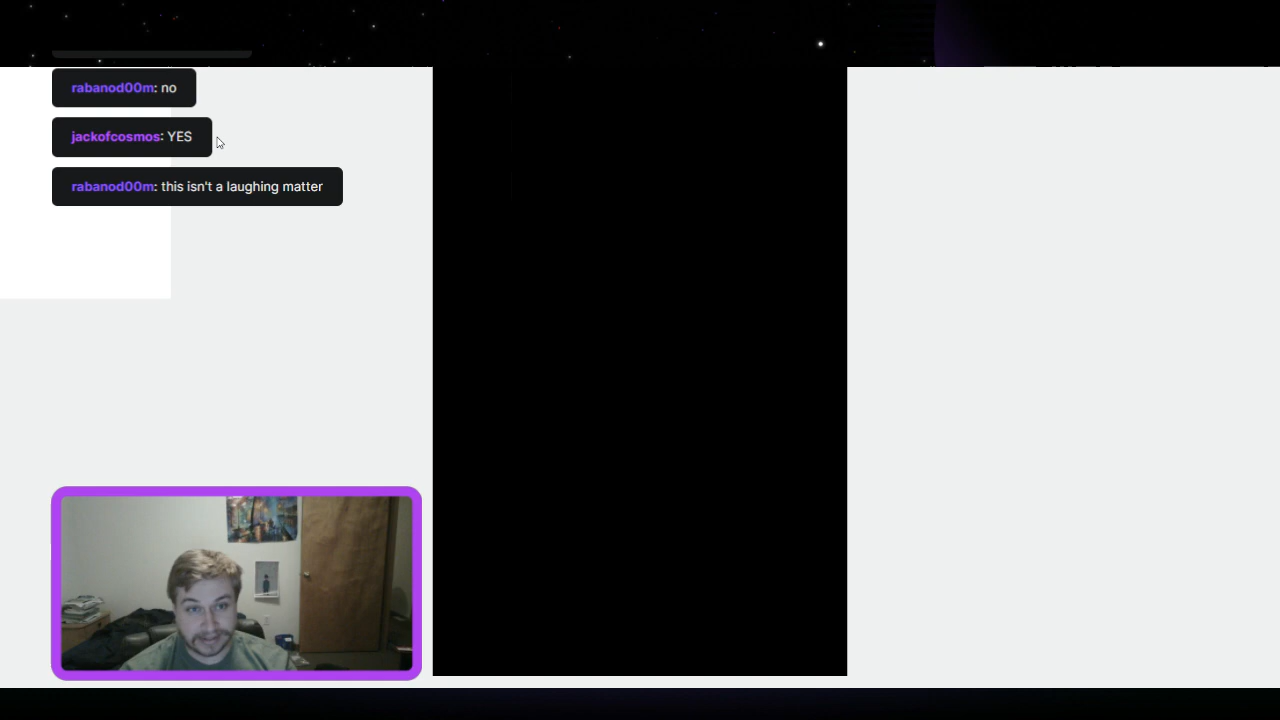 rabanod00m: no
jackofcosmos: YES
rabanod00m: this isn't a laughing matter